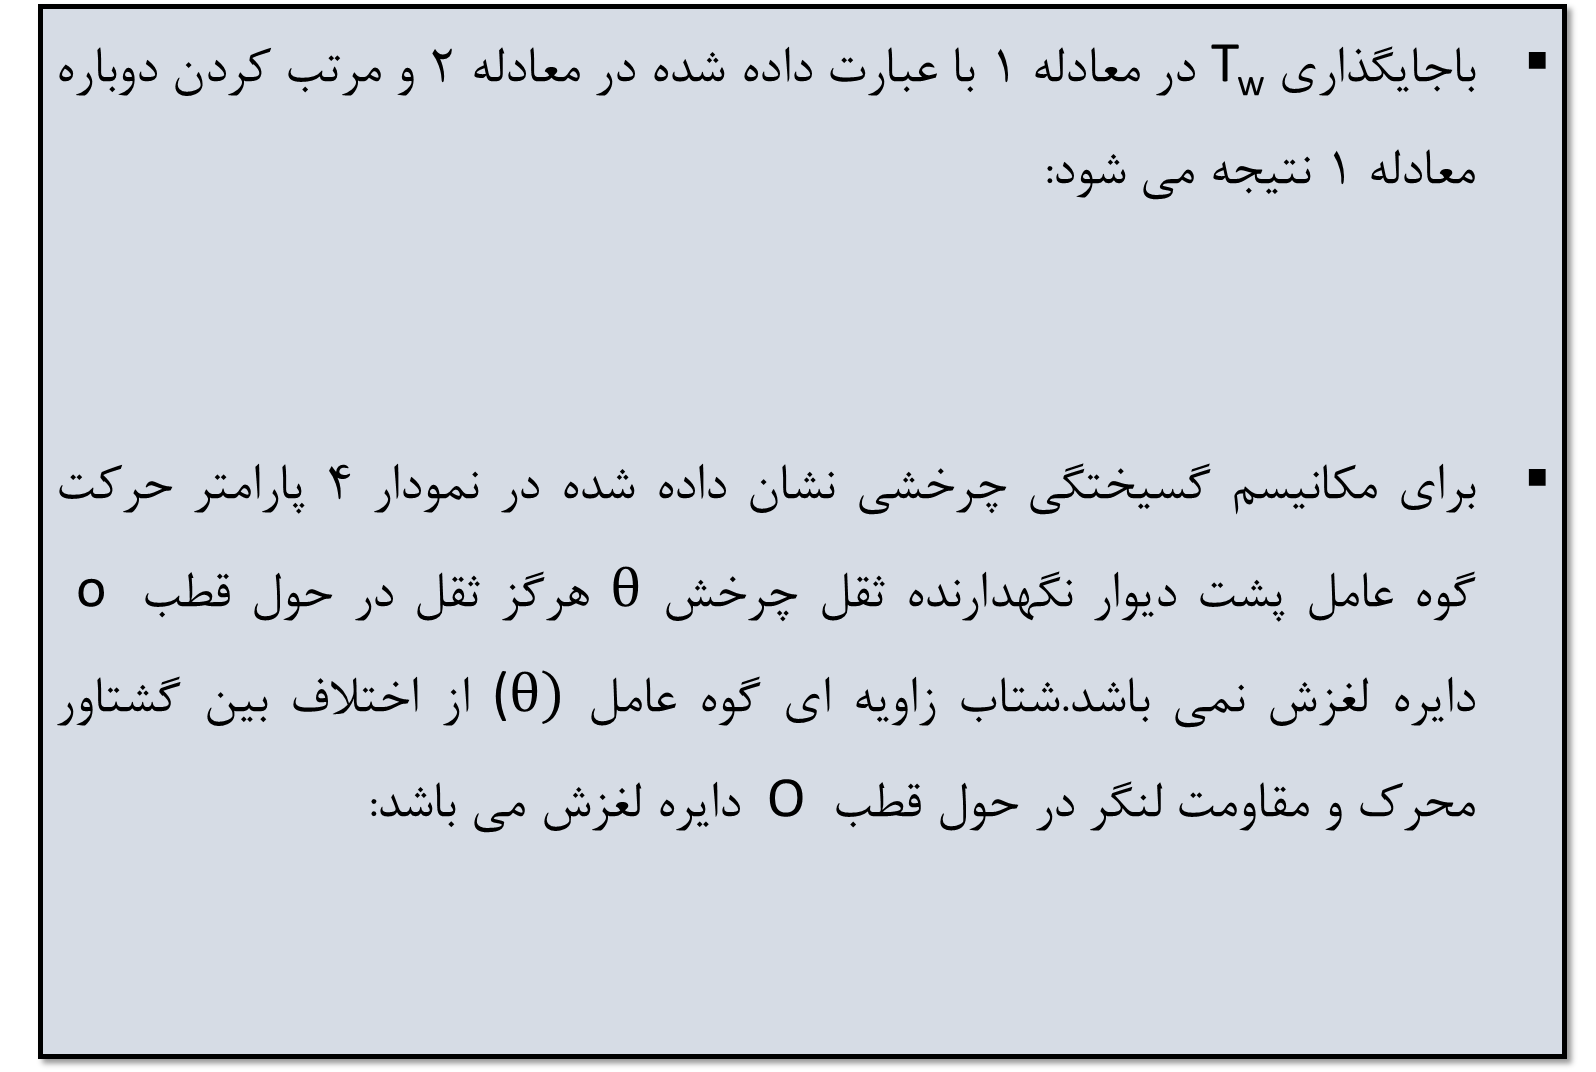 ▪ باجایگذاری Tw در معادله ۱ با عبارت داده شده در معادله ۲ و مرتب کردن دوباره
معادله ۱ نتیجه می شود:
▪ برای مکانیسم گسیختگی چرخشی نشان داده شده در نمودار ۴ پارامتر حرکت
گوه عامل پشت دیوار نگهدارنده ثقل چرخش θ هرگز ثقل در حول قطب o
دایره لغزش نمی باشد.شتاب زاویه ای گوه عامل (θ) از اختلاف بین گشتاور
محرک و مقاومت لنگر در حول قطب O دایره لغزش می باشد: